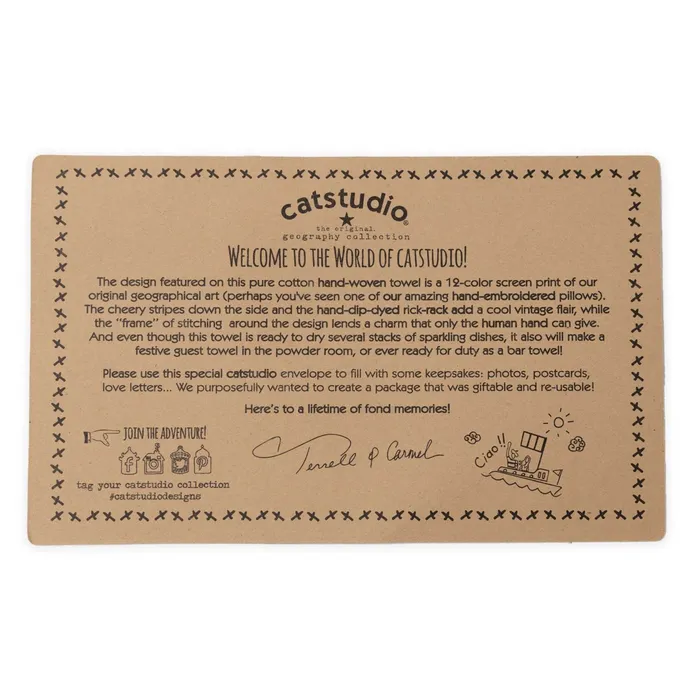 catstudio®
the original
geography collection
WELCOME TO THE WORLD OF CATSTUDIO!
The design featured on this pure cotton hand-woven towel is a 12-color screen print of our
original geographical art (perhaps you've seen one of our amazing hand-embroidered pillows).
The cheery stripes down the side and the hand-dip-dyed rick-rack add a cool vintage flair, while
the "frame" of stitching around the design lends a charm that only the human hand can give.
And even though this towel is ready to dry several stacks of sparkling dishes, it also will make a
festive guest towel in the powder room, or ever ready for duty as a bar towel!
Please use this special catstudio envelope to fill with some keepsakes: photos, postcards,
love letters... We purposefully wanted to create a package that was giftable and re-usable!
Here's to a lifetime of fond memories!
JOIN THE ADVENTURE!
tag your catstudio collection
#catstudiodesigns
Terrell & Carmel
Ciao!!